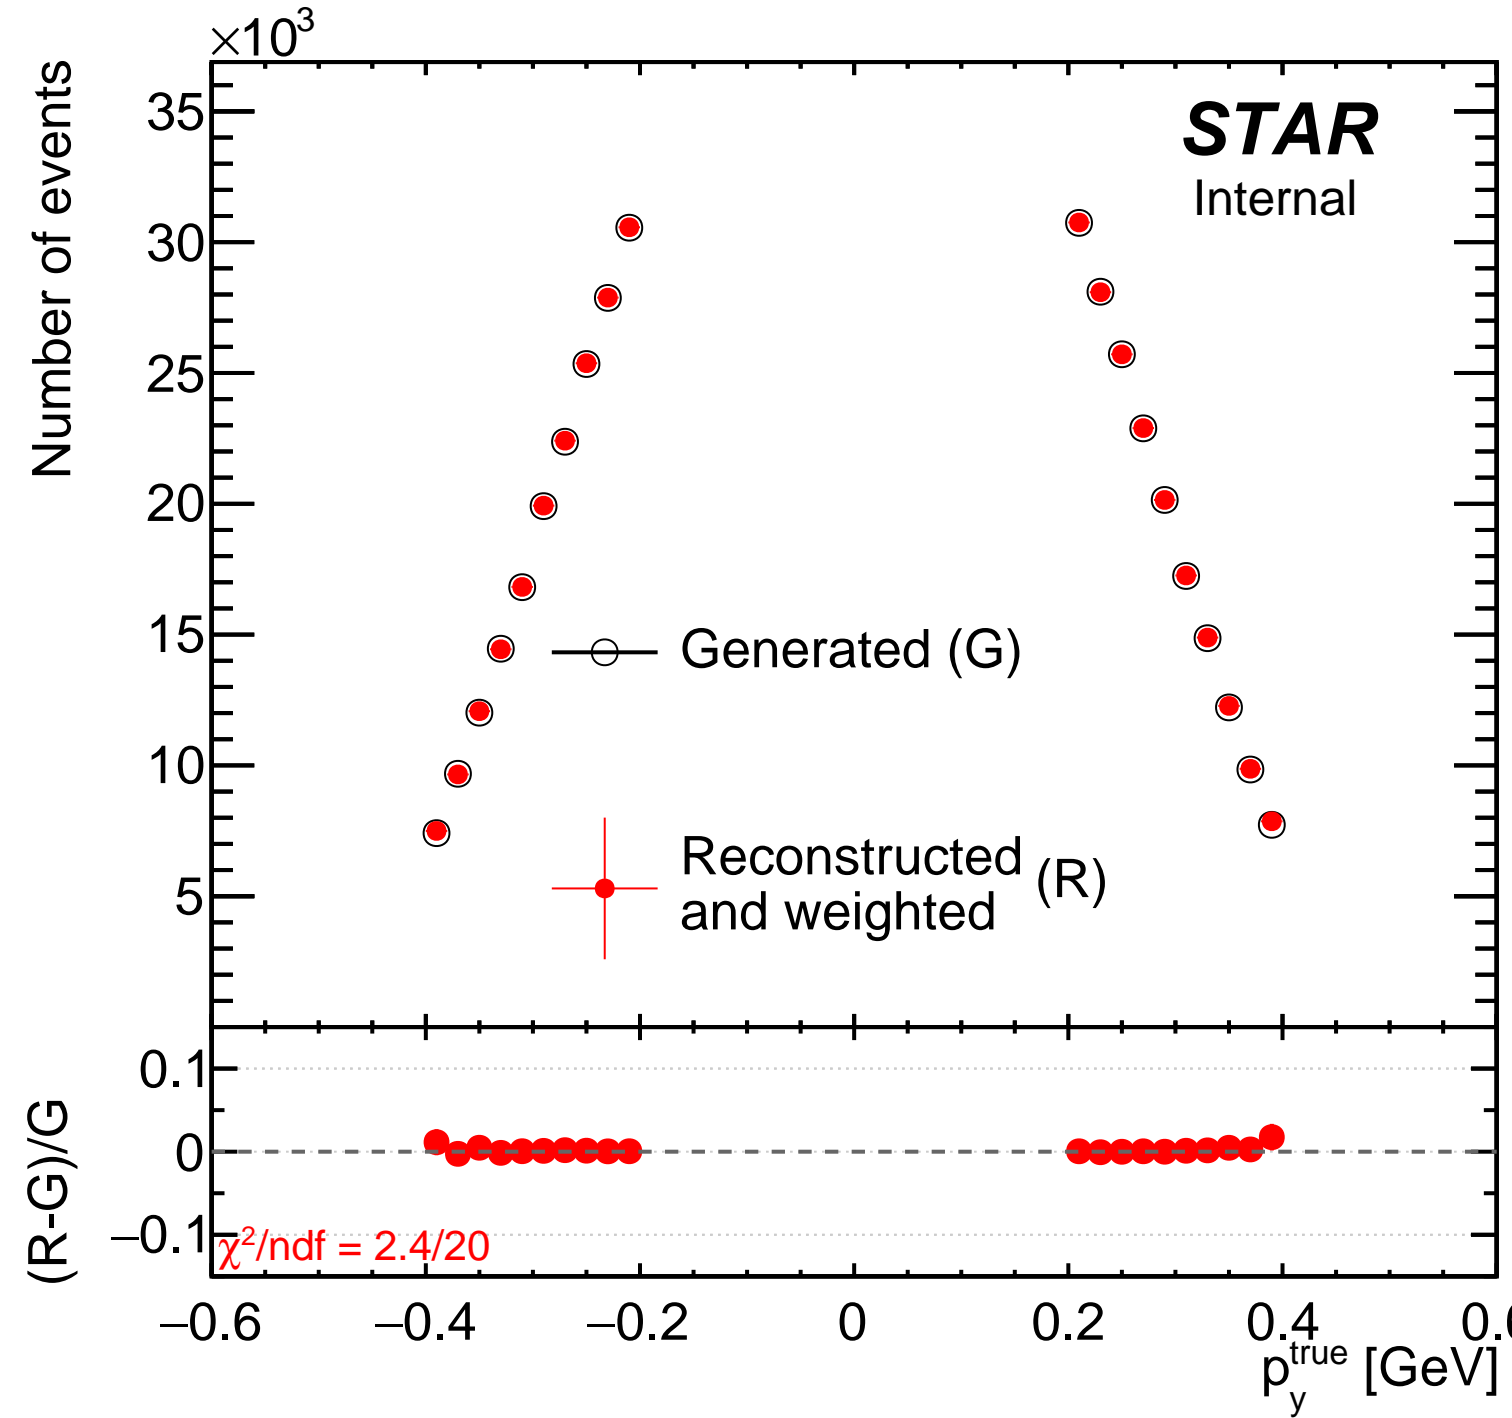 ×10³
Number of events
35
30
25
20
15
10
5
STAR
Internal
Generated (G)
Reconstructed
and weighted
(R)
(R-G)/G
0.1
0
−0.1
χ²/ndf = 2.4/20
−0.6
−0.4
−0.2
0
0.2
0.4
0.
p_y^true [GeV]